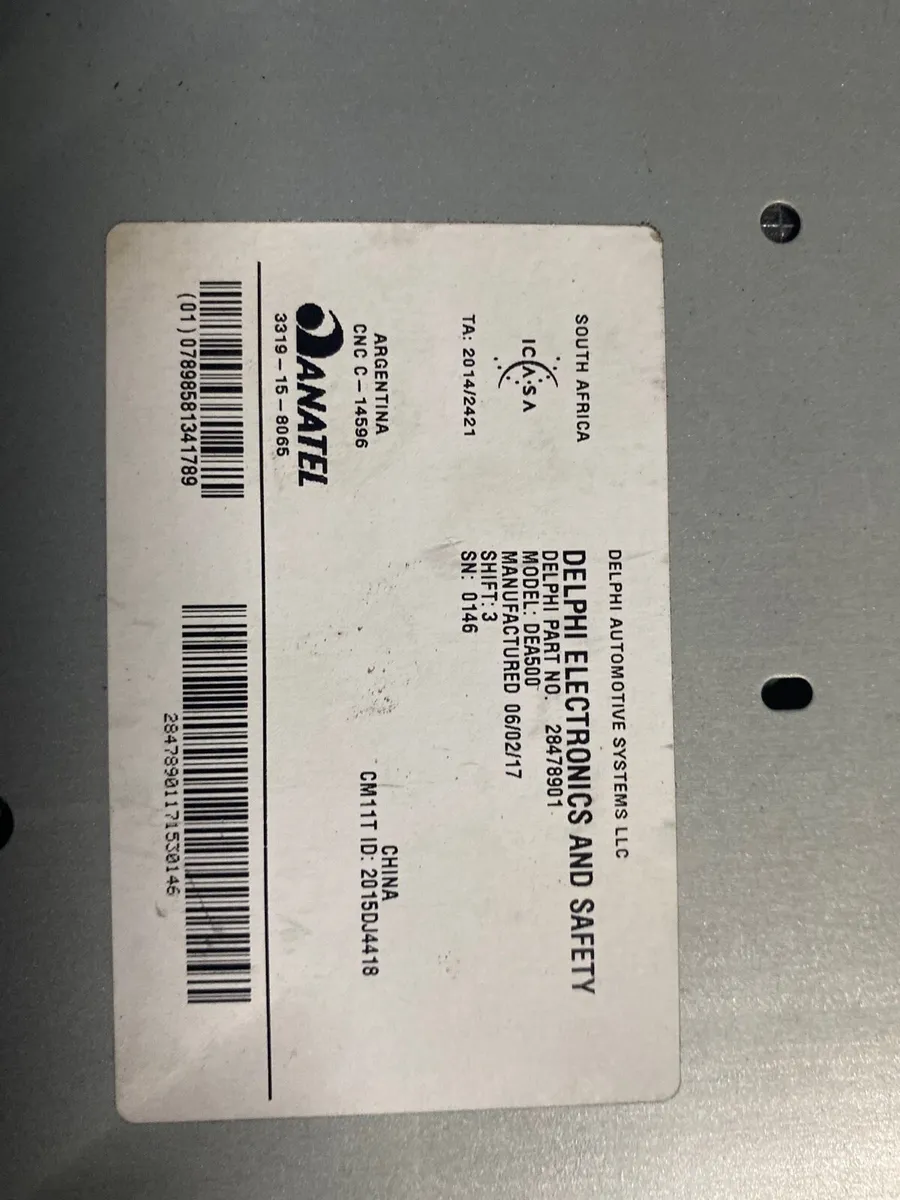 DELPHI AUTOMOTIVE SYSTEMS LLC
SOUTH AFRICA
ICASA
TA: 2014/2421
DELPHI ELECTRONICS AND SAFETY
DELPHI PART NO. 28478901
MODEL: DEA500
MANUFACTURED 06/02/17
SHIFT: 3
SN: 0146
ARGENTINA
CNC C-14596
CHINA
CMIIT ID: 2015DJ4418
ANATEL
3319-15-8065
(01)07898581341789
28478901171530146